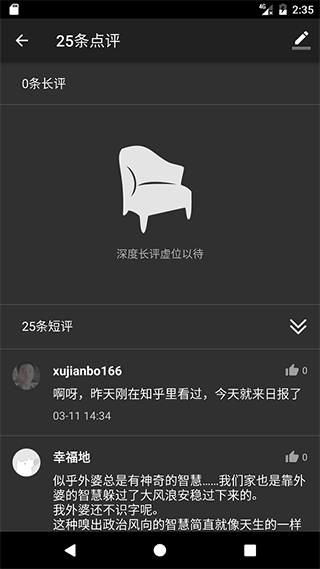 4G
2:35
25条点评
0条长评
深度长评虚位以待
25条短评
xujianbo166
0
啊呀，昨天刚在知乎里看过，今天就来日报了
03-11 14:34
幸福地
0
似乎外婆总是有神奇的智慧……我们家也是靠外
婆的智慧躲过了大风浪安稳过下来的。
我外婆还不识字呢。
这种嗅出政治风向的智慧简直就像天生的一样